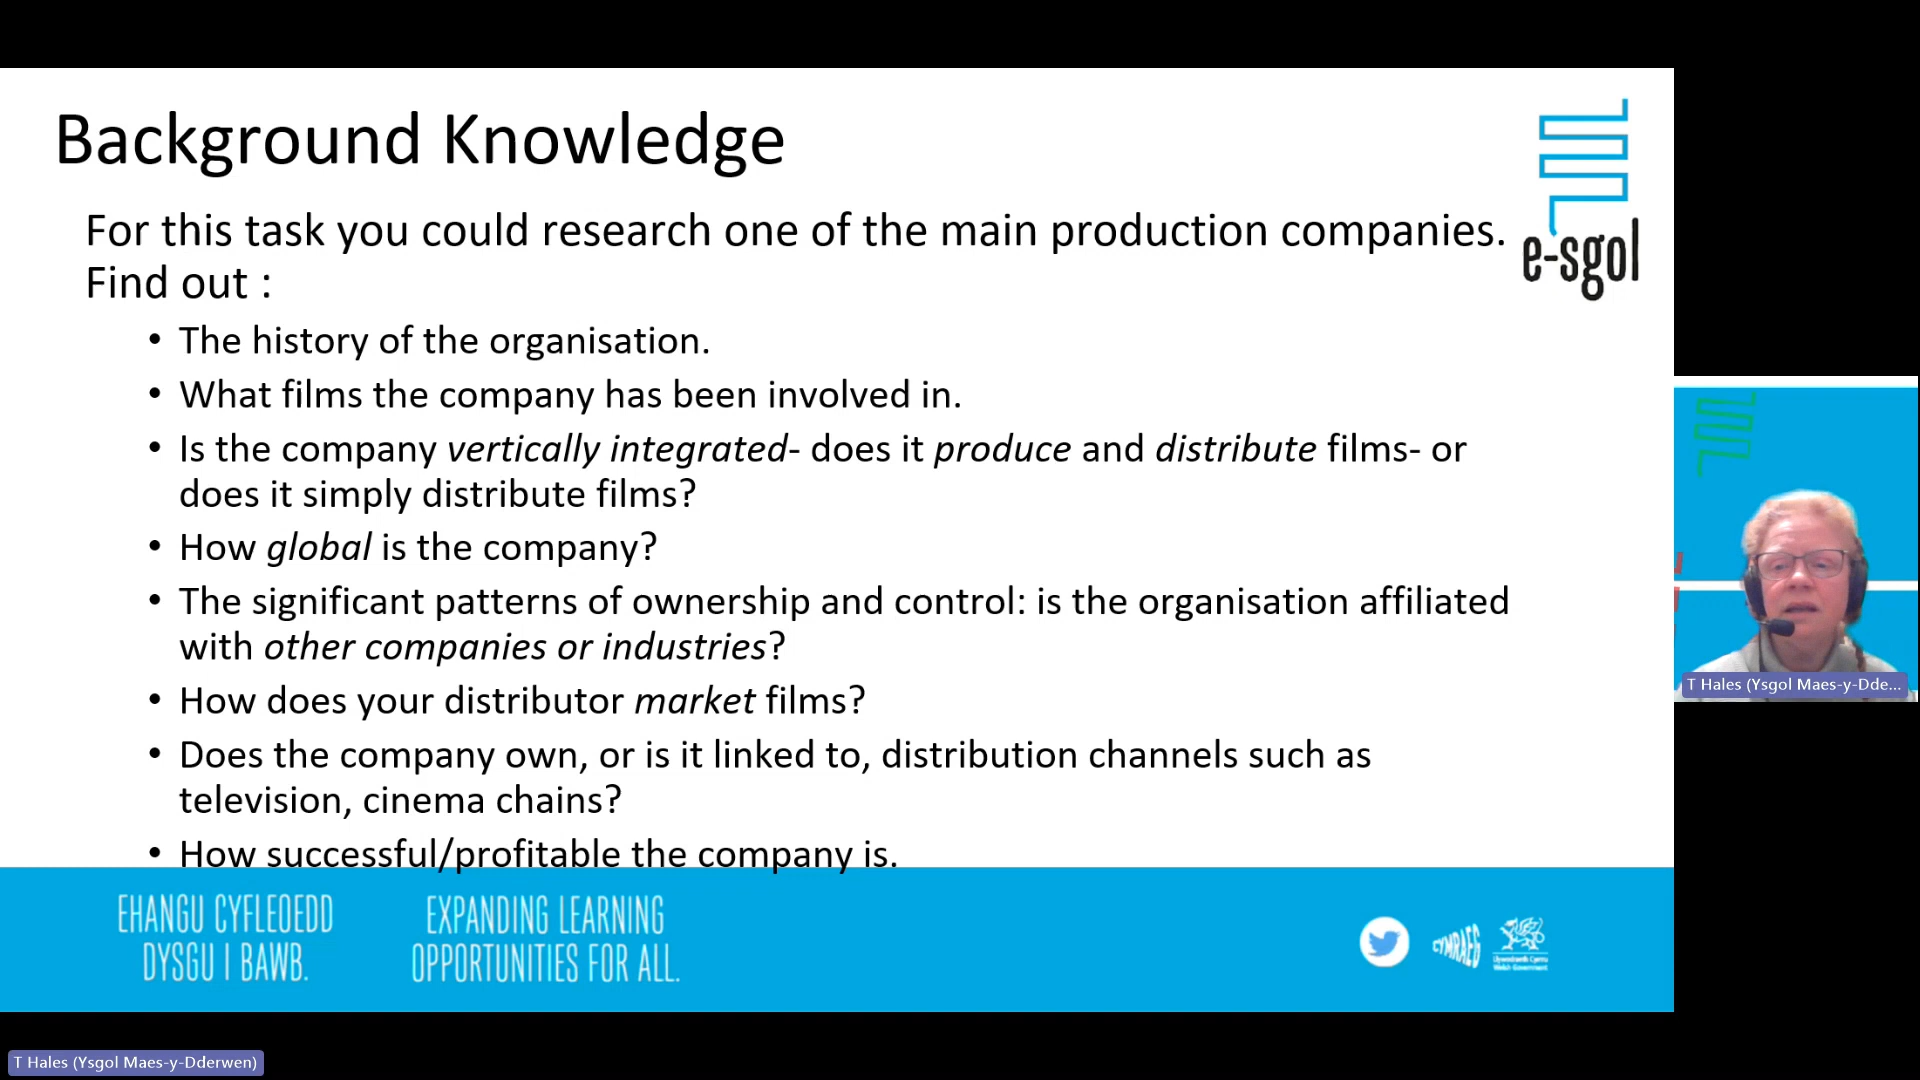 Background Knowledge
For this task you could research one of the main production companies.
Find out :
• The history of the organisation.
• What films the company has been involved in.
• Is the company vertically integrated- does it produce and distribute films- or
does it simply distribute films?
• How global is the company?
• The significant patterns of ownership and control: is the organisation affiliated
with other companies or industries?
• How does your distributor market films?
• Does the company own, or is it linked to, distribution channels such as
television, cinema chains?
• How successful/profitable the company is.
e-sgol
T Hales (Ysgol Maes-y-Dde...
EHANGU CYFLEOEDD
DYSGU I BAWB.
EXPANDING LEARNING
OPPORTUNITIES FOR ALL.
CYMRAEG
Llywodraeth Cymru
Welsh Government
T Hales (Ysgol Maes-y-Dderwen)